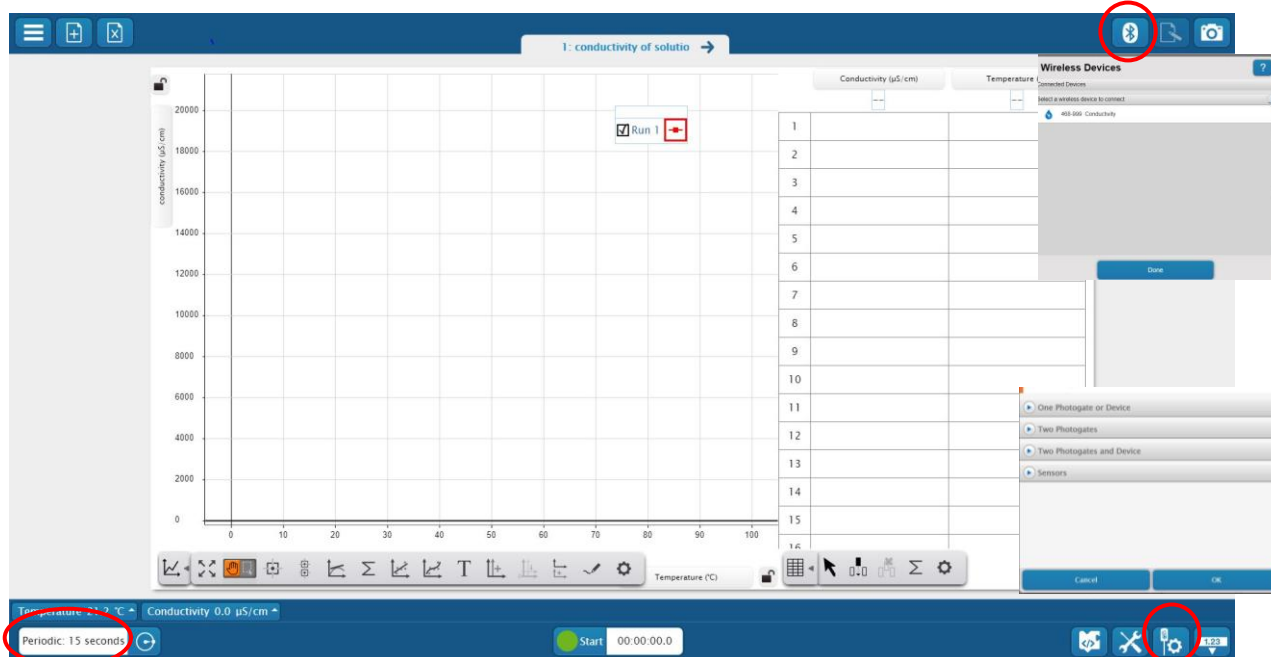 1: conductivity of solutio
Run 1
conductivity (µS/cm)
20000
18000
16000
14000
12000
10000
8000
6000
4000
2000
0
0 10 20 30 40 50 60 70 80 90 100
Temperature (°C)
Conductivity (µS/cm) Temperature
-- --
1
2
3
4
5
6
7
8
9
10
11
12
13
14
15
16
Wireless Devices ?
Connected Devices
Select a wireless device to connect
468-999 Conductivity
Done
One Photogate or Device
Two Photogates
Two Photogates and Device
Sensors
Cancel OK
T
Σ
Σ
Temperature 21.2 °C Conductivity 0.0 µS/cm
Periodic: 15 seconds
Start 00:00:00.0
1.23